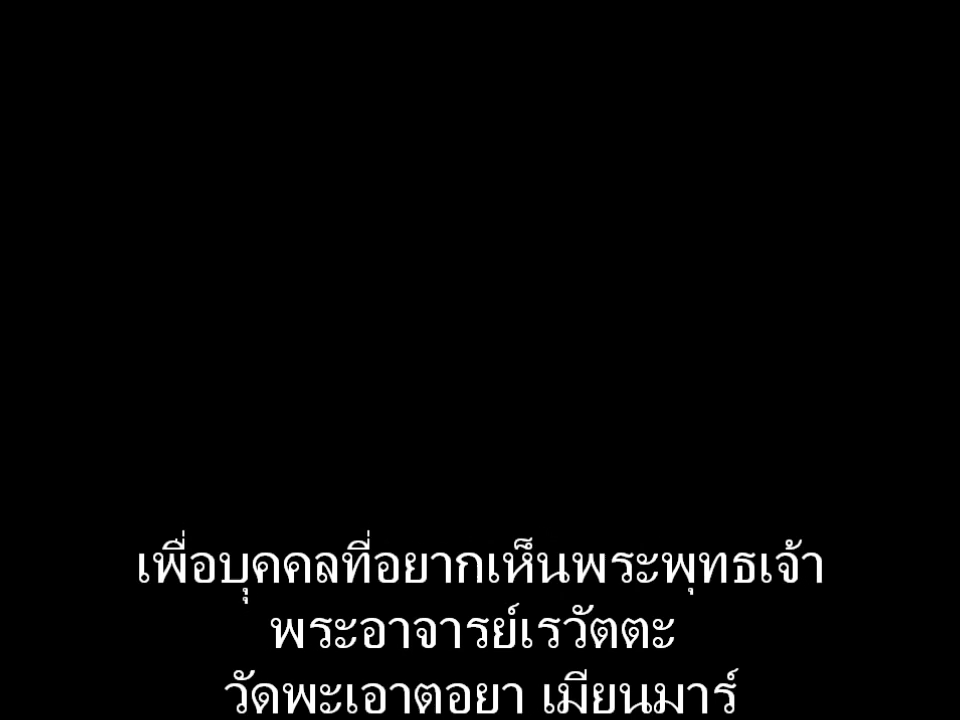 เพื่อบุคคลที่อยากเห็นพระพุทธเจ้า
พระอาจารย์เรวัตตะ
วัดพะเอาตอยา เมียนมาร์